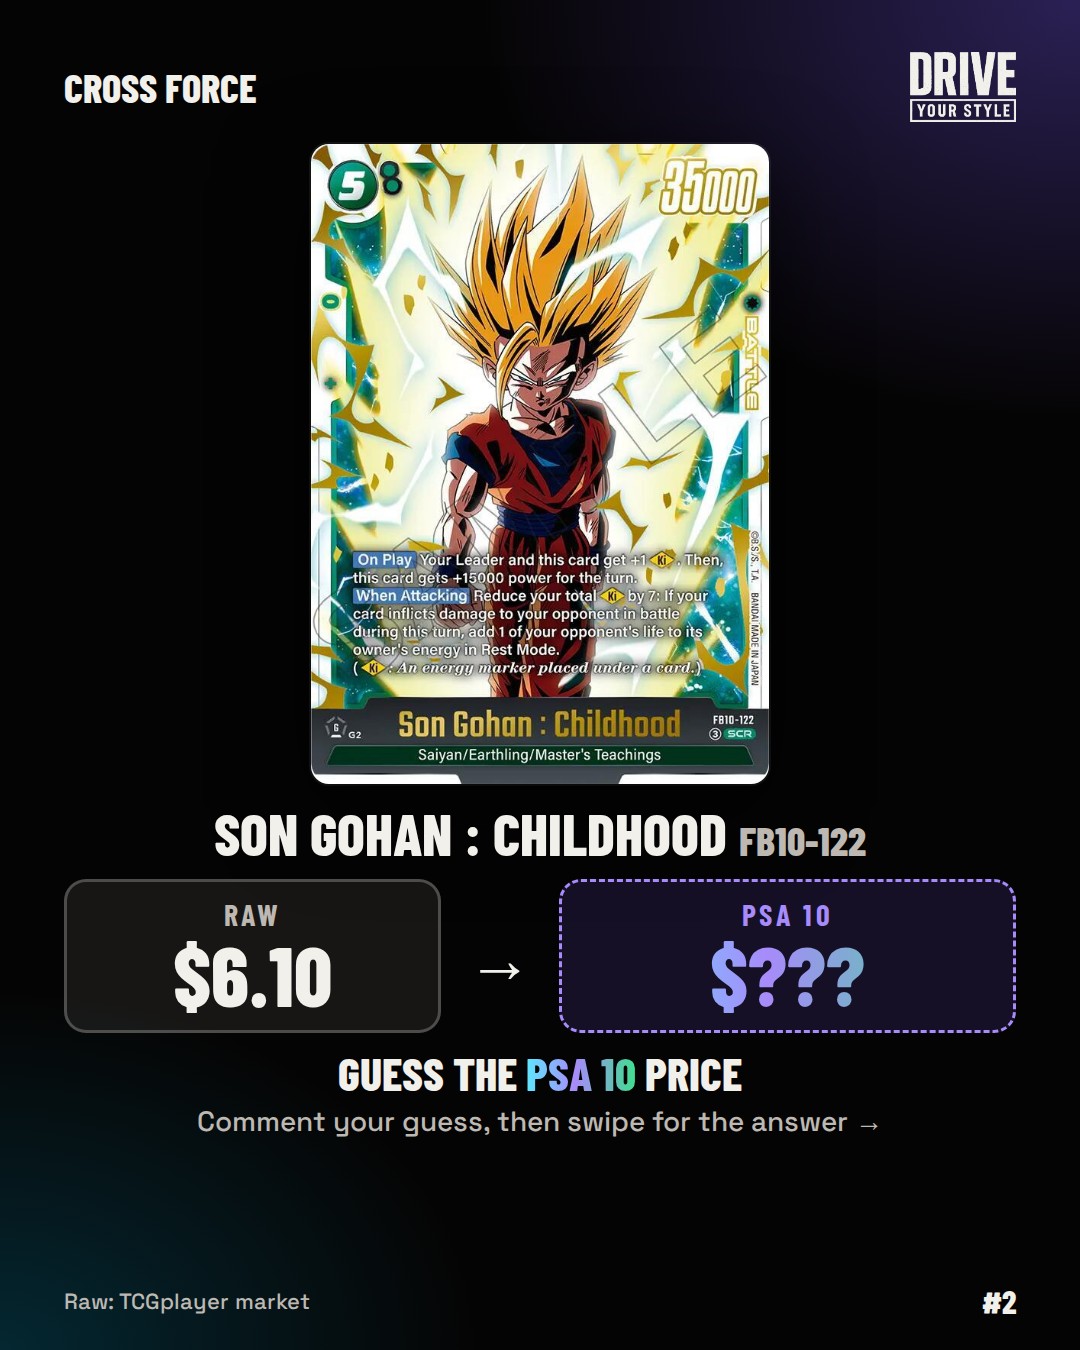 CROSS FORCE
DRIVE
YOUR STYLE
5
8
35000
0
BATTLE
On Play Your Leader and this card get +1 Ki. Then,
this card gets +15000 power for the turn.
When Attacking Reduce your total Ki by 7: If your
card inflicts damage to your opponent in battle
during this turn, add 1 of your opponent's life to its
owner's energy in Rest Mode.
(Ki: An energy marker placed under a card.)
©B.S/S., T.A. BANDAI MADE IN JAPAN
G G2
Son Gohan : Childhood
FB10-122
3 SCR
Saiyan/Earthling/Master's Teachings
SON GOHAN : CHILDHOOD FB10-122
RAW
$6.10
→
PSA 10
$???
GUESS THE PSA 10 PRICE
Comment your guess, then swipe for the answer →
Raw: TCGplayer market
#2